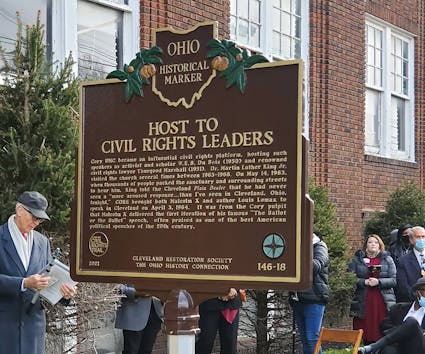 OHIO
HISTORICAL
MARKER
HOST TO
CIVIL RIGHTS LEADERS
Cory UMC became an influential civil rights platform, hosting such
speakers as activist and scholar W.E.B. Du Bois (1950) and renowned
civil rights lawyer Thurgood Marshall (1951). Dr. Martin Luther King Jr.
visited the church several times between 1963-1968. On May 14, 1963,
when thousands of people packed the sanctuary and surrounding streets
to hear him, King told the Cleveland Plain Dealer that he had never
seen a "more aroused response...than I've seen in Cleveland, Ohio,
tonight." CORE brought both Malcolm X and author Louis Lomax to
speak in Cleveland on April 3, 1964. It was from the Cory pulpit
that Malcolm X delivered the first iteration of his famous "The Ballot
or the Bullet" speech, often praised as one of the best American
political speeches of the 20th century.
CLEVELAND RESTORATION SOCIETY
THE OHIO HISTORY CONNECTION
2021
146-18